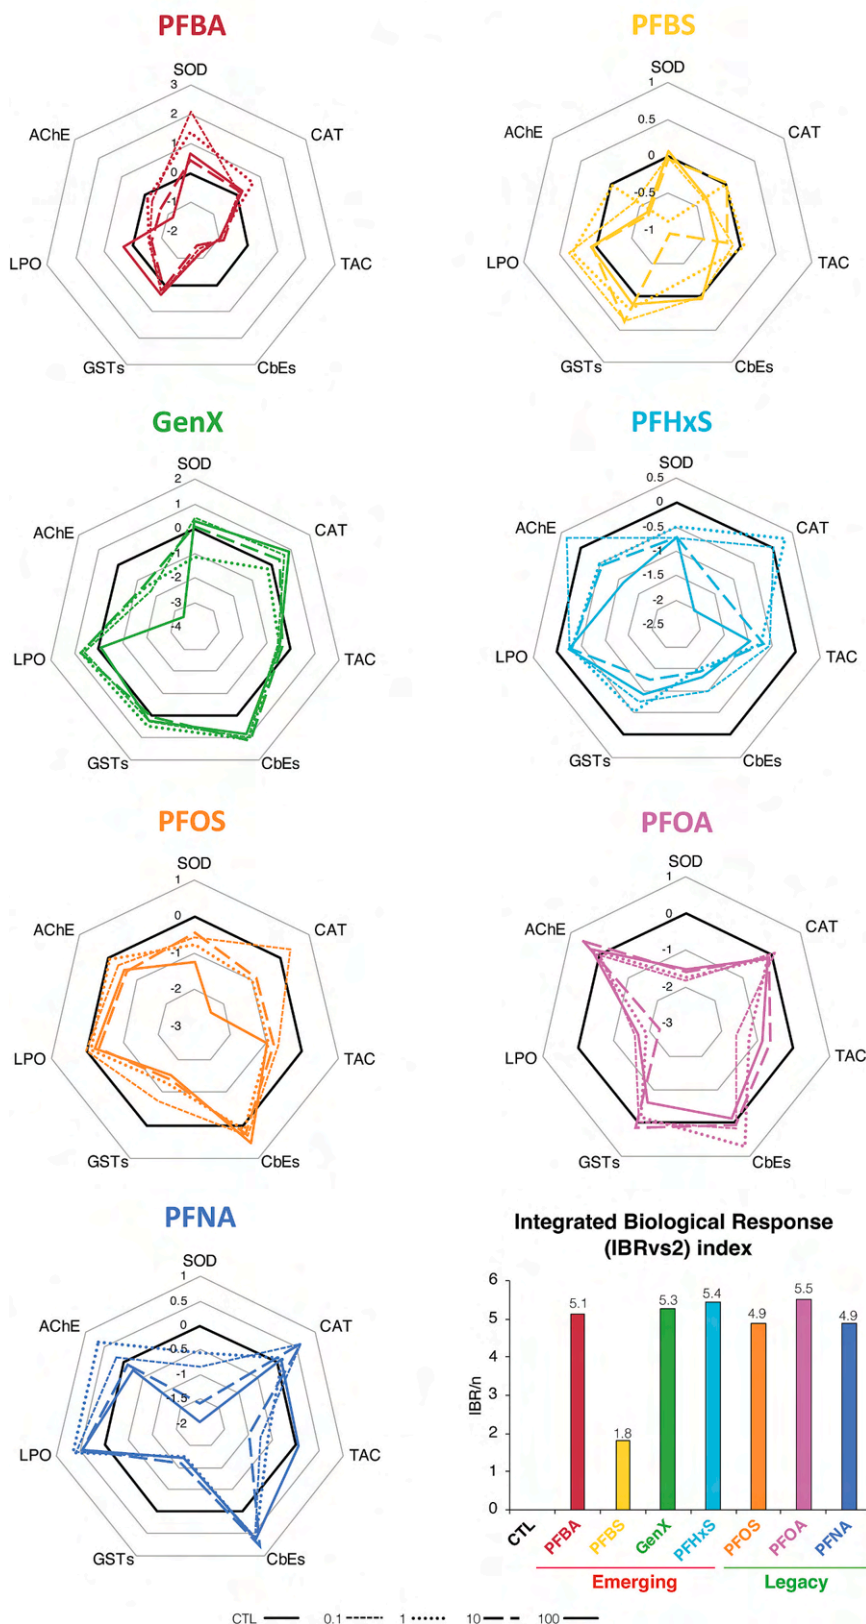 PFBA
SOD
3
2
1
0
-1
-2
AChE
CAT
LPO
TAC
GSTs
CbEs
PFBS
SOD
1
0.5
0
-0.5
-1
AChE
CAT
LPO
TAC
GSTs
CbEs
GenX
SOD
2
1
0
-1
-2
-3
-4
AChE
CAT
LPO
TAC
GSTs
CbEs
PFHxS
SOD
0.5
0
-0.5
-1
-1.5
-2
-2.5
AChE
CAT
LPO
TAC
GSTs
CbEs
PFOS
SOD
1
0
-1
-2
-3
AChE
CAT
LPO
TAC
GSTs
CbEs
PFOA
SOD
1
0
-1
-2
-3
AChE
CAT
LPO
TAC
GSTs
CbEs
PFNA
SOD
1
0.5
0
-0.5
-1
-1.5
-2
AChE
CAT
LPO
TAC
GSTs
CbEs
Integrated Biological Response
(IBRvs2) index
IBR/n
6
5
4
3
2
1
0
5.1
1.8
5.3
5.4
4.9
5.5
4.9
CTL
PFBA
PFBS
GenX
PFHxS
PFOS
PFOA
PFNA
Emerging
Legacy
CTL 0.1 1 10 100